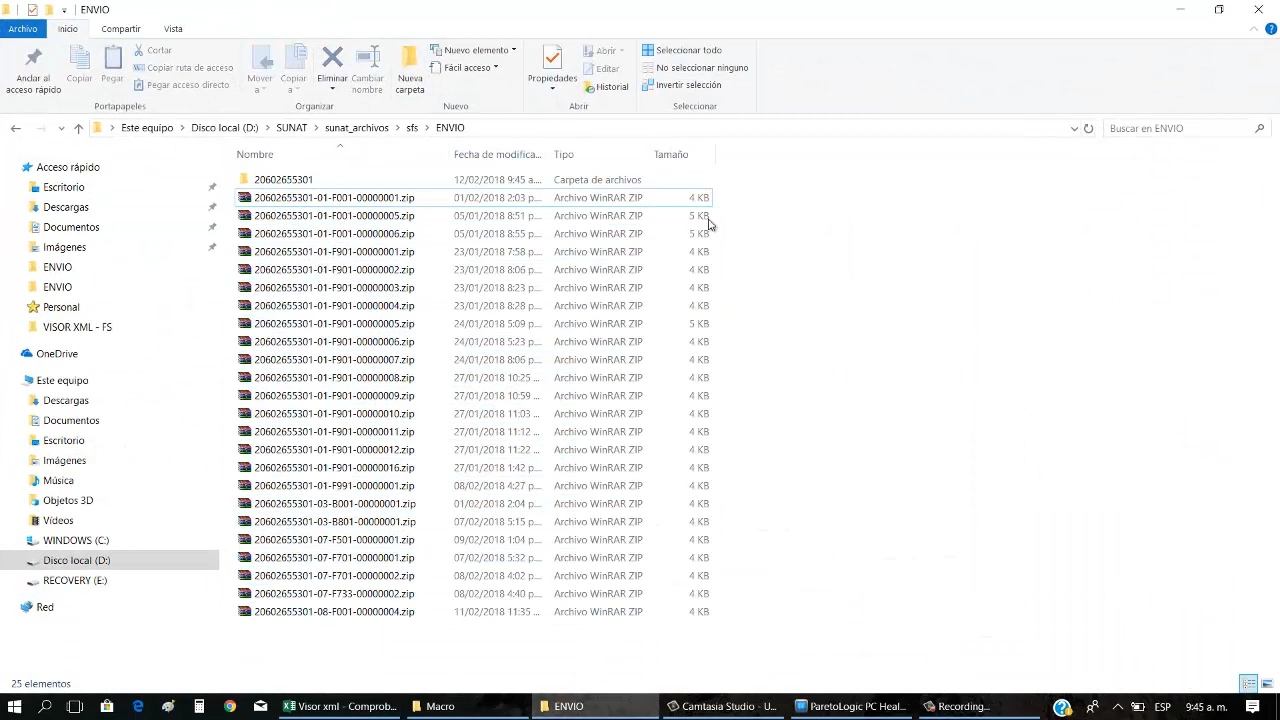 ENVIO
Archivo Inicio Compartir Vista
Anclar al acceso rápido
Copiar
Pegar
Cortar
Copiar ruta de acceso
Pegar acceso directo
Portapapeles
Mover a
Copiar a
Eliminar
Cambiar nombre
Organizar
Nueva carpeta
Nuevo elemento
Fácil acceso
Nuevo
Propiedades
Abrir
Editar
Historial
Abrir
Seleccionar todo
No seleccionar ninguno
Invertir selección
Seleccionar
Este equipo > Disco local (D:) > SUNAT > sunat_archivos > sfs > ENVIO
Buscar en ENVIO
Acceso rápido
Escritorio
Descargas
Documentos
Imágenes
ENVIO
ENVIO
Personal
VISOR XML - FS
OneDrive
Este equipo
Descargas
Documentos
Escritorio
Imágenes
Música
Objetos 3D
Vídeos
WINDOWS (C:)
Disco local (D:)
RECOVERY (E:)
Red
Nombre Fecha de modifica... Tipo Tamaño
20602655301 12/02/2018 9:45 a.... Carpeta de archivos
20602655301-01-F001-00000001.zip 01/02/2018 2:03 p.... Archivo WinRAR ZIP 4 KB
20602655301-01-F001-00000005.zip 05/01/2018 8:51 p.... Archivo WinRAR ZIP 5 KB
20602655301-01-F001-00000006.zip 05/01/2018 8:55 p.... Archivo WinRAR ZIP 5 KB
20602655301-01-F901-00000001.zip 23/01/2018 7:58 p.... Archivo WinRAR ZIP 4 KB
20602655301-01-F901-00000002.zip 23/01/2018 8:06 p.... Archivo WinRAR ZIP 4 KB
20602655301-01-F901-00000003.zip 23/01/2018 8:23 p.... Archivo WinRAR ZIP 4 KB
20602655301-01-F901-00000004.zip 23/01/2018 8:28 p.... Archivo WinRAR ZIP 4 KB
20602655301-01-F901-00000005.zip 24/01/2018 5:09 p.... Archivo WinRAR ZIP 5 KB
20602655301-01-F901-00000006.zip 24/01/2018 5:23 p.... Archivo WinRAR ZIP 4 KB
20602655301-01-F901-00000007.zip 24/01/2018 8:06 p.... Archivo WinRAR ZIP 4 KB
20602655301-01-F901-00000008.zip 27/01/2018 10:25 ... Archivo WinRAR ZIP 4 KB
20602655301-01-F901-00000009.zip 27/01/2018 10:59 ... Archivo WinRAR ZIP 4 KB
20602655301-01-F901-00000010.zip 27/01/2018 11:03 ... Archivo WinRAR ZIP 4 KB
20602655301-01-F901-00000011.zip 27/01/2018 11:12 ... Archivo WinRAR ZIP 4 KB
20602655301-01-F901-00000012.zip 27/01/2018 11:22 ... Archivo WinRAR ZIP 4 KB
20602655301-01-F901-00000016.zip 27/01/2018 1:42 p.... Archivo WinRAR ZIP 4 KB
20602655301-01-F991-00000001.zip 08/02/2018 4:27 p.... Archivo WinRAR ZIP 4 KB
20602655301-03-B001-00000001.zip 01/02/2018 2:04 p.... Archivo WinRAR ZIP 4 KB
20602655301-03-B801-00000001.zip 07/02/2018 5:15 p.... Archivo WinRAR ZIP 4 KB
20602655301-07-F501-00000001.zip 09/02/2018 1:04 p.... Archivo WinRAR ZIP 4 KB
20602655301-07-F701-00000001.zip 07/02/2018 5:32 p.... Archivo WinRAR ZIP 4 KB
20602655301-07-F701-00000002.zip 08/02/2018 4:02 p.... Archivo WinRAR ZIP 4 KB
20602655301-07-F733-00000002.zip 08/02/2018 4:40 p.... Archivo WinRAR ZIP 4 KB
20602655301-08-F001-00000004.zip 11/02/2018 11:35 ... Archivo WinRAR ZIP 4 KB
25 elementos
Visor xml - Comprob... Macro ENVIO Camtasia Studio - U... ParetoLogic PC Heal... Recording... ESP 9:45 a. m.